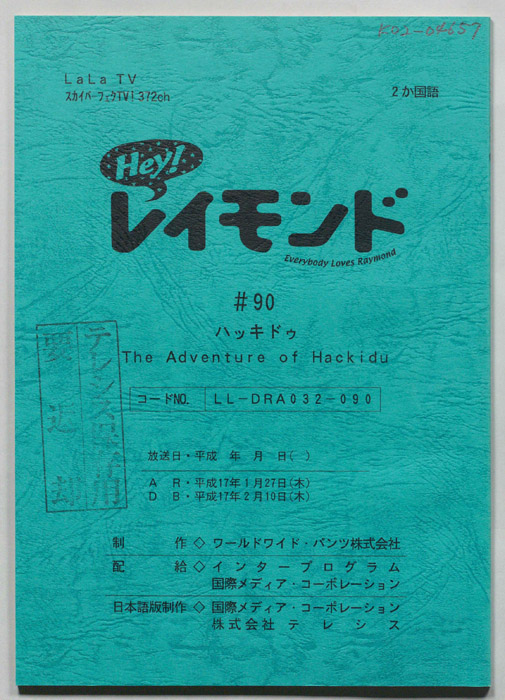 K02-04657
LaLa TV
スカイパーフェクTV! 372ch
2か国語
Hey!
レイモンド
Everybody Loves Raymond
#90
ハッキドゥ
The Adventure of Hackidu
コードNO. LL-DRA032-090
放送日・平成 年 月 日( )
A R・平成17年1月27日(木)
D B・平成17年2月10日(木)
制作◇ワールドワイド・パンツ株式会社
配給◇インタープログラム
国際メディア・コーポレーション
日本語版制作◇国際メディア・コーポレーション
株式会社テレシス
要返却